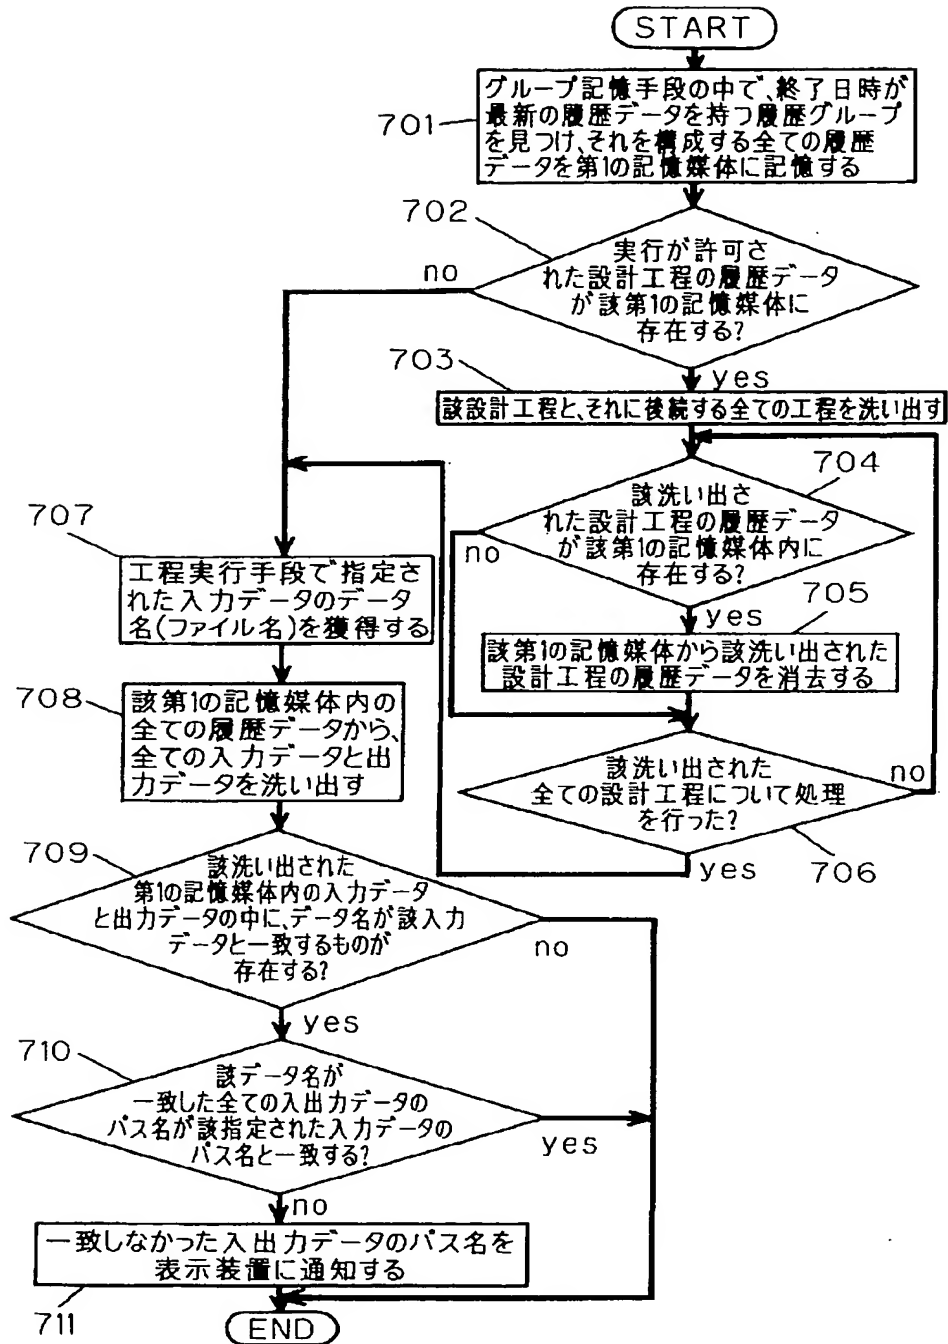 START
701
グループ記憶手段の中で、終了日時が
最新の履歴データを持つ履歴グループ
を見つけ、それを構成する全ての履歴
データを第1の記憶媒体に記憶する
702
実行が許可さ
れた設計工程の履歴データ
が該第1の記憶媒体に
存在する?
no
yes
703
該設計工程と、それに後続する全ての工程を洗い出す
704
該洗い出さ
れた設計工程の履歴データ
が該第1の記憶媒体内に
存在する?
no
yes
705
該第1の記憶媒体から該洗い出された
設計工程の履歴データを消去する
該洗い出された
全ての設計工程について処理
を行った?
no
yes
706
707
工程実行手段で指定さ
れた入力データのデータ
名(ファイル名)を獲得する
708
該第1の記憶媒体内の
全ての履歴データから、
全ての入力データと出
力データを洗い出す
709
該洗い出された
第1の記憶媒体内の入力データ
と出力データの中に、データ名が該入力
データと一致するものが
存在する?
no
yes
710
該データ名が
一致した全ての入出力データの
パス名が該指定された入力データの
パス名と一致する?
yes
no
一致しなかった入出力データのパス名を
表示装置に通知する
711
END